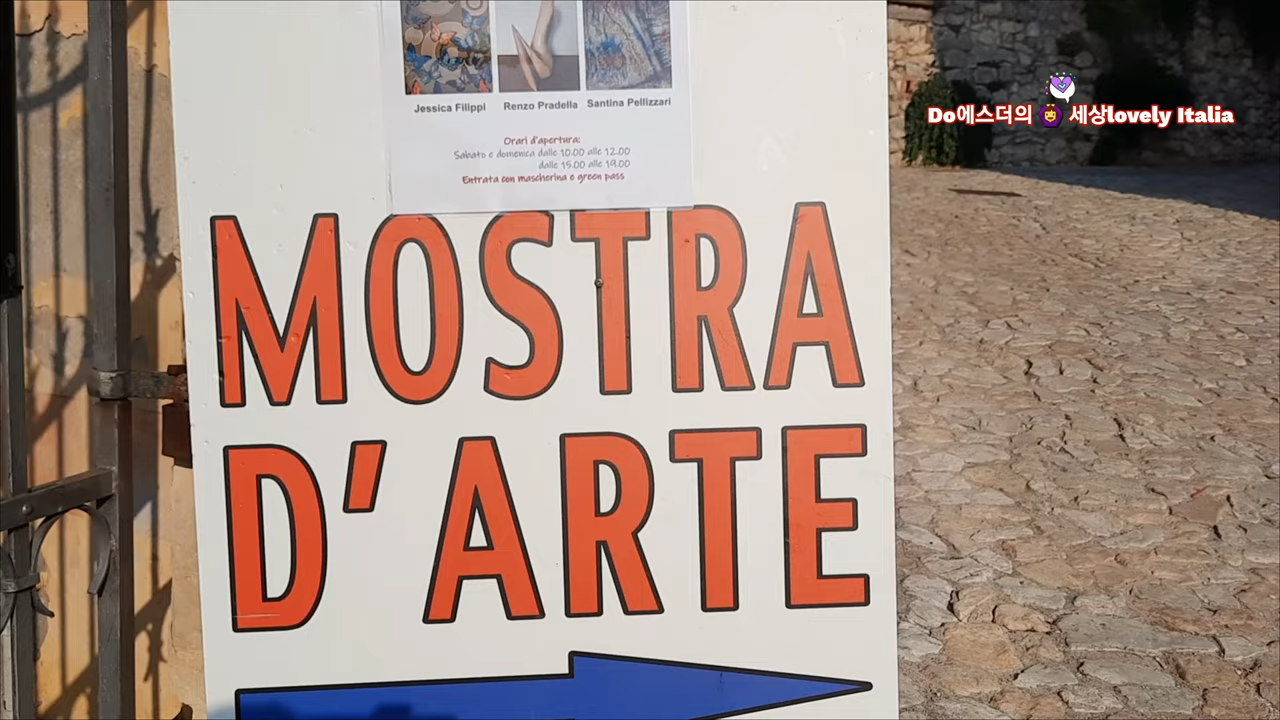 Jessica Filippi Renzo Pradella Santina Pellizzari
Orari d'apertura:
Sabato e domenica dalle 10.00 alle 12.00
dalle 15.00 alle 19.00
Entrata con mascherina e green pass
MOSTRA
D'ARTE
Do에스더의 세상lovely Italia